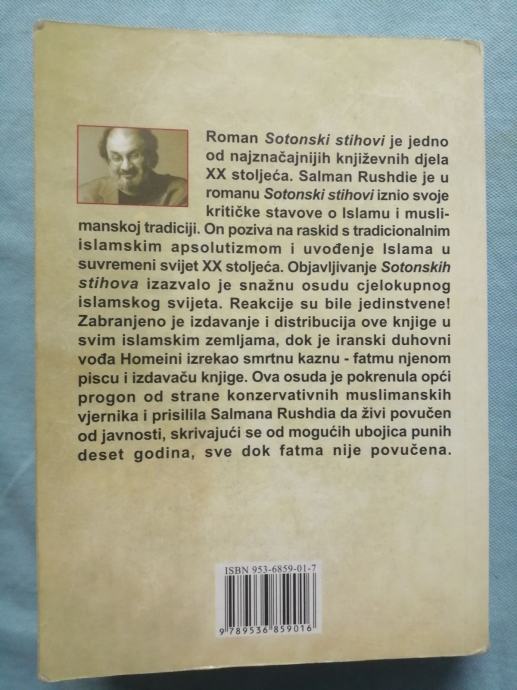 Roman Sotonski stihovi je jedno
od najznačajnijih književnih djela
XX stoljeća. Salman Rushdie je u
romanu Sotonski stihovi iznio svoje
kritičke stavove o Islamu i musli-
manskoj tradiciji. On poziva na raskid s tradicionalnim
islamskim apsolutizmom i uvođenje Islama u
suvremeni svijet XX stoljeća. Objavljivanje Sotonskih
stihova izazvalo je snažnu osudu cjelokupnog
islamskog svijeta. Reakcije su bile jedinstvene!
Zabranjeno je izdavanje i distribucija ove knjige u
svim islamskim zemljama, dok je iranski duhovni
vođa Homeini izrekao smrtnu kaznu - fatmu njenom
piscu i izdavaču knjige. Ova osuda je pokrenula opći
progon od strane konzervativnih muslimanskih
vjernika i prisilila Salmana Rushdia da živi povučen
od javnosti, skrivajući se od mogućih ubojica punih
deset godina, sve dok fatma nije povučena.
ISBN 953-6859-01-7
9 789536 859016